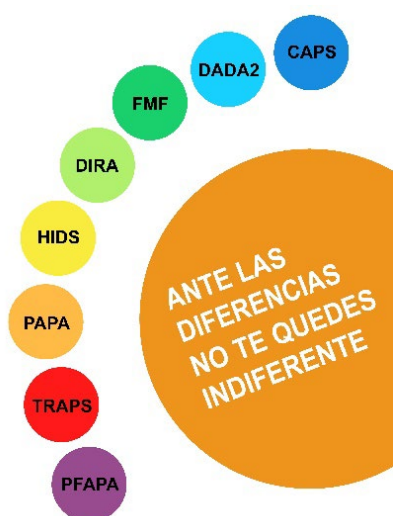 CAPS
DADA2
FMF
DIRA
HIDS
PAPA
TRAPS
PFAPA
ANTE LAS
DIFERENCIAS
NO TE QUEDES
INDIFERENTE